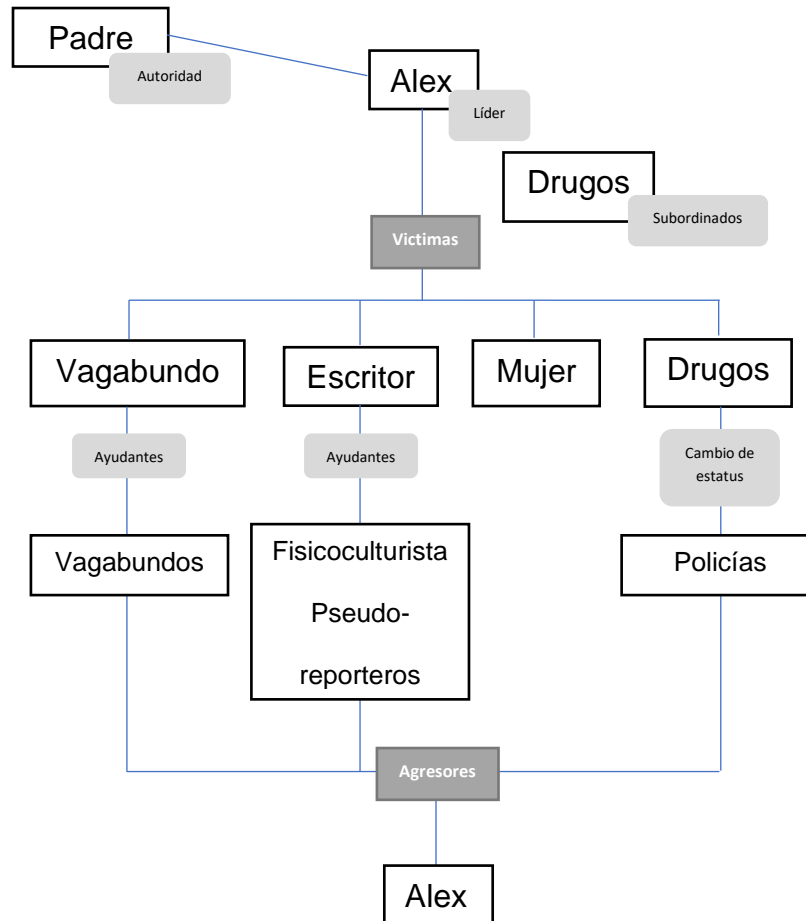 Padre
Autoridad
Alex
Líder
Drugos
Subordinados
Victimas
Vagabundo
Escritor
Mujer
Drugos
Ayudantes
Ayudantes
Cambio de
estatus
Vagabundos
Fisicoculturista
Pseudo-
reporteros
Policías
Agresores
Alex